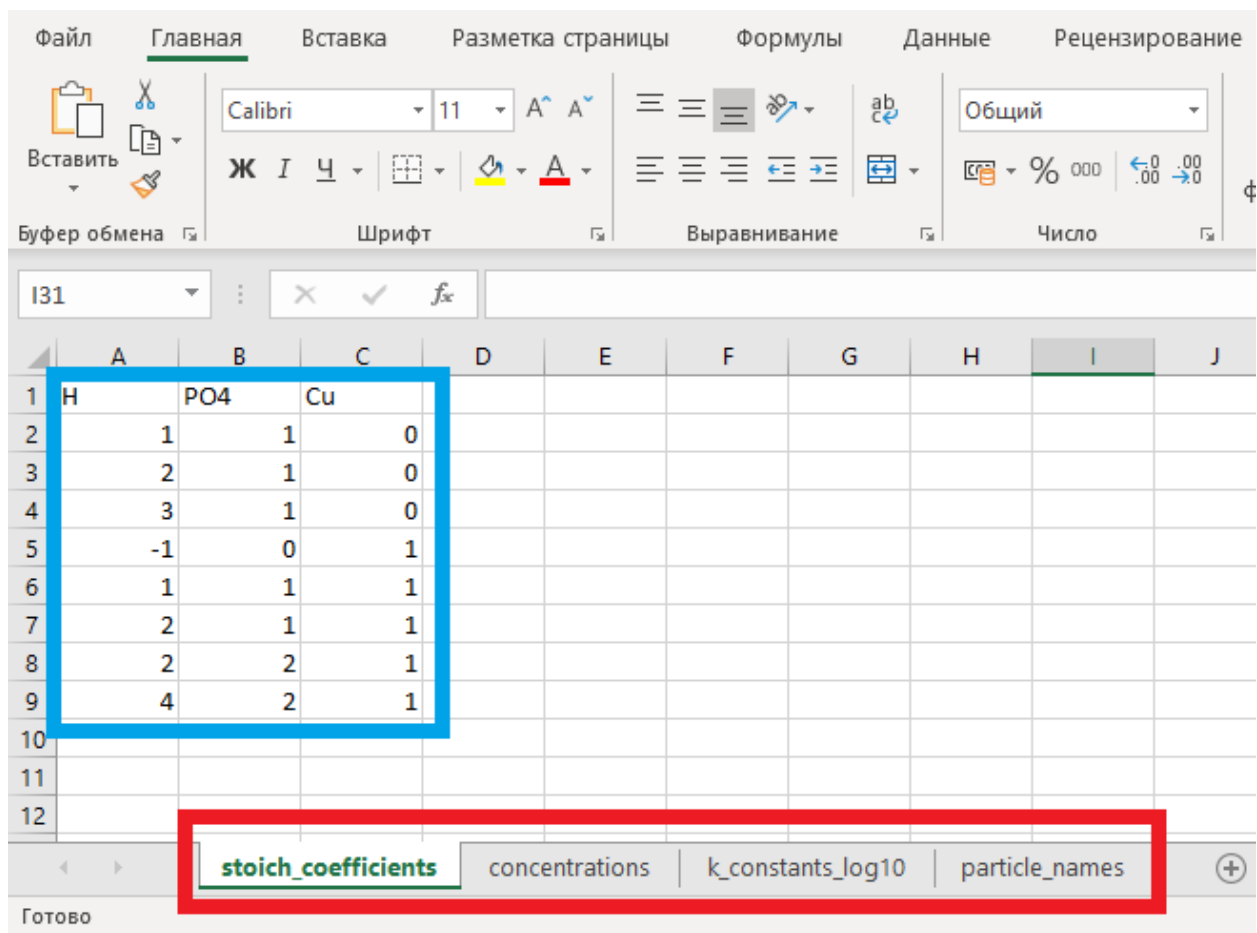 Файл Главная Вставка Разметка страницы Формулы Данные Рецензирование
Calibri 11 A A ab Общий
Вставить Ж К Ч A % 000
Буфер обмена Шрифт Выравнивание Число
I31 fx
A B C D E F G H I J
1 H PO4 Cu
2 1 1 0
3 2 1 0
4 3 1 0
5 -1 0 1
6 1 1 1
7 2 1 1
8 2 2 1
9 4 2 1
10
11
12
stoich_coefficients concentrations k_constants_log10 particle_names
Готово